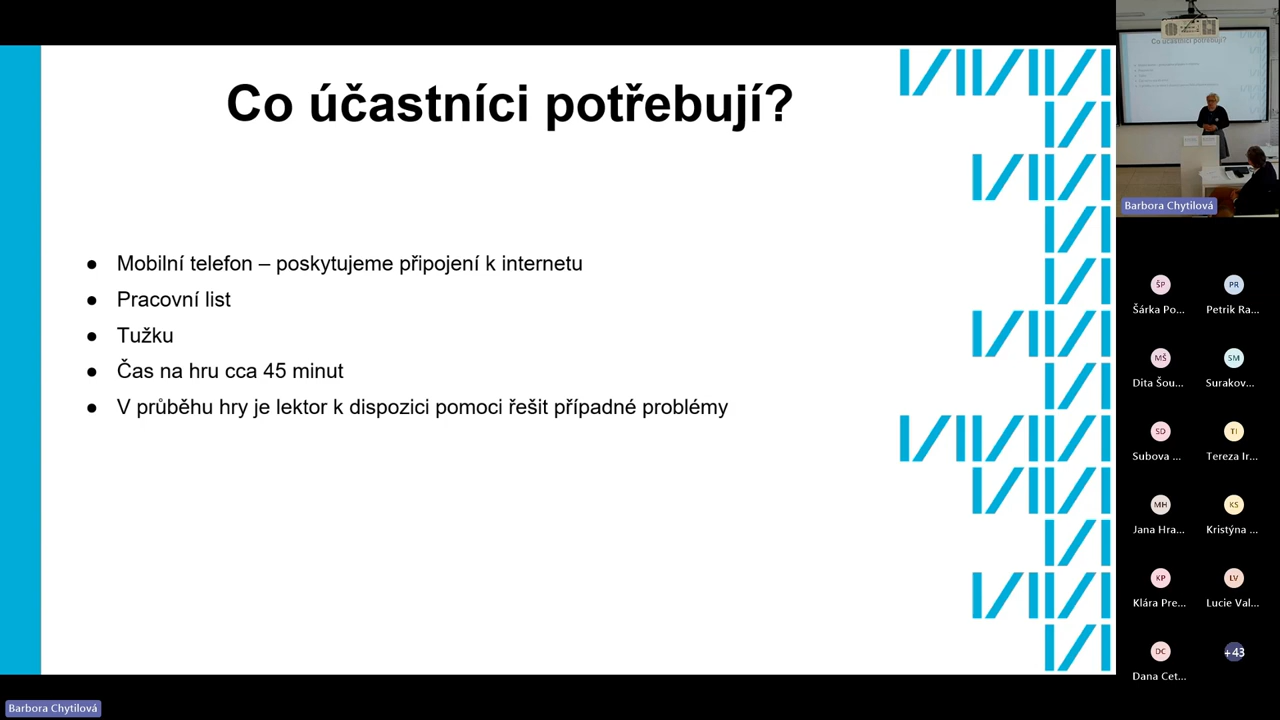 Co účastníci potřebují?
● Mobilní telefon – poskytujeme připojení k internetu
● Pracovní list
● Tužku
● Čas na hru cca 45 minut
● V průběhu hry je lektor k dispozici pomoci řešit případné problémy
Co účastníci potřebují?
Barbora Chytilová
ŠP
PR
Šárka Po...
Petrik Ra...
MŠ
SM
Dita Šou...
Surakov...
SD
TI
Subova ...
Tereza Ir...
MH
KS
Jana Hra...
Kristýna ...
KP
LV
Klára Pre...
Lucie Val...
DC
+43
Dana Cet...
Barbora Chytilová